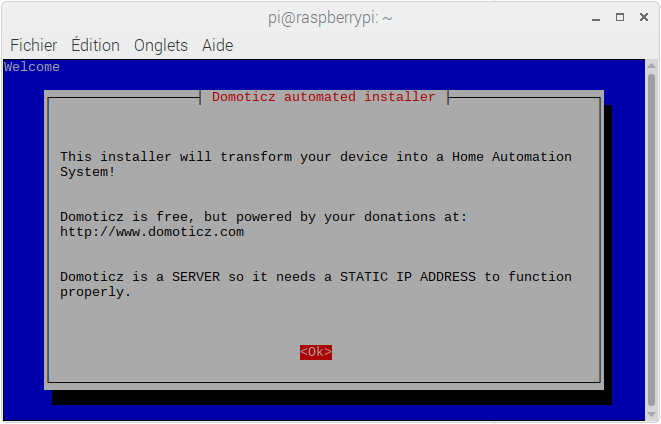 pi@raspberrypi: ~
Fichier Édition Onglets Aide
Welcome
Domoticz automated installer
This installer will transform your device into a Home Automation
System!
Domoticz is free, but powered by your donations at:
http://www.domoticz.com
Domoticz is a SERVER so it needs a STATIC IP ADDRESS to function
properly.
<Ok>